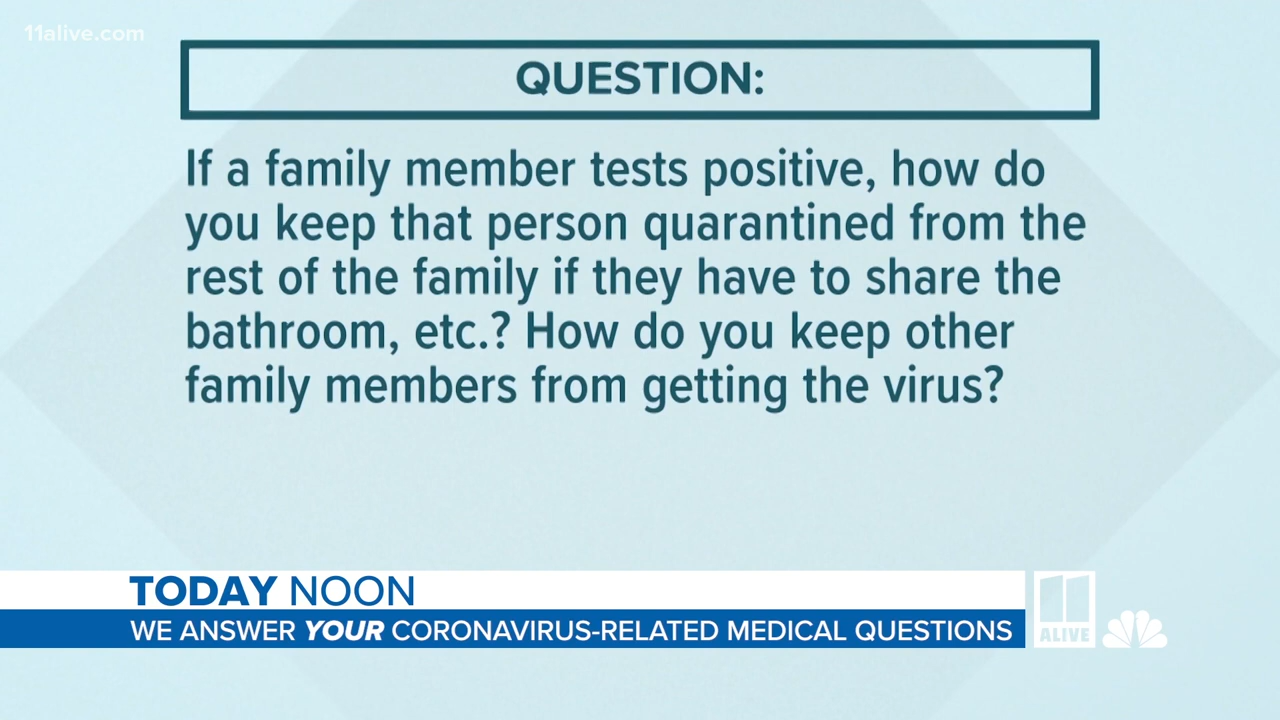 11alive.com
QUESTION:
If a family member tests positive, how do
you keep that person quarantined from the
rest of the family if they have to share the
bathroom, etc.? How do you keep other
family members from getting the virus?
TODAY NOON
WE ANSWER YOUR CORONAVIRUS-RELATED MEDICAL QUESTIONS
11
ALIVE